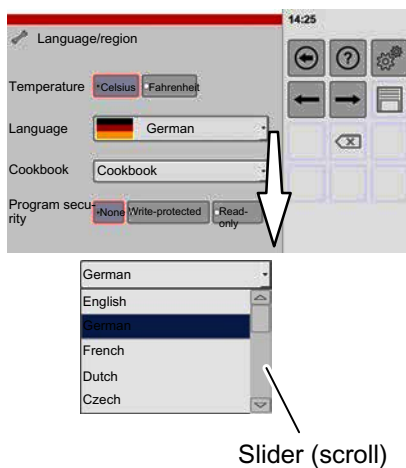 14:25
Language/region
Temperature Celsius Fahrenheit
Language German
Cookbook Cookbook
Program secu-
rity None Write-protected Read-
only
German
English
German
French
Dutch
Czech
Slider (scroll)